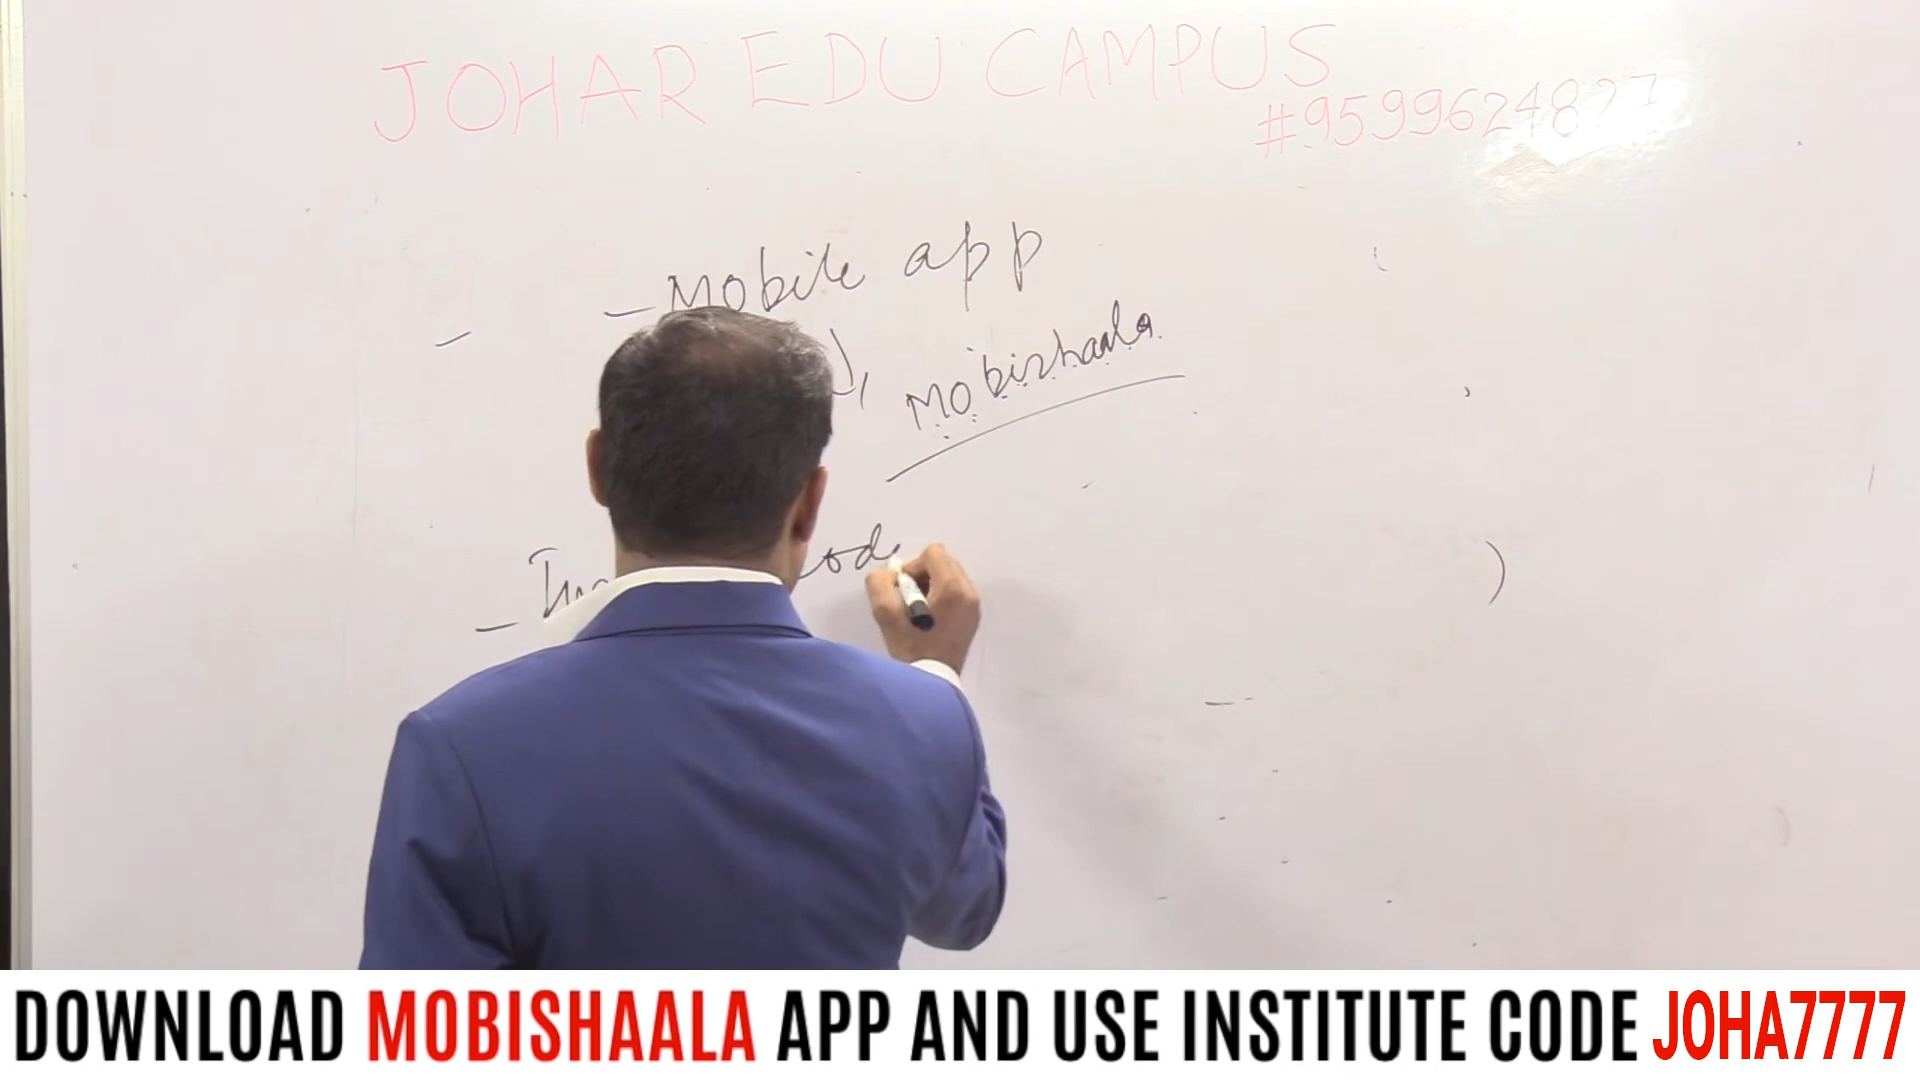 JOHAR EDU CAMPUS
#9599624827
- Mobile app
Mobishaala
DOWNLOAD MOBISHAALA APP AND USE INSTITUTE CODE JOHA7777